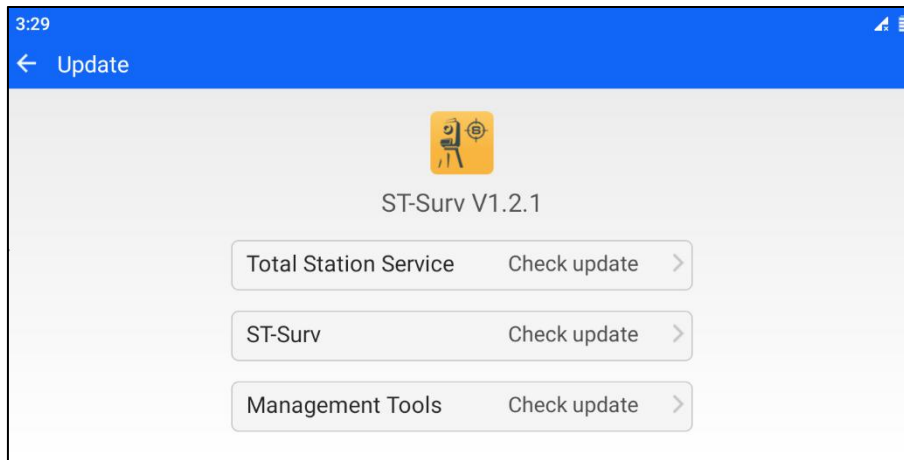 3:29
Update
ST-Surv V1.2.1
Total Station Service Check update
ST-Surv Check update
Management Tools Check update